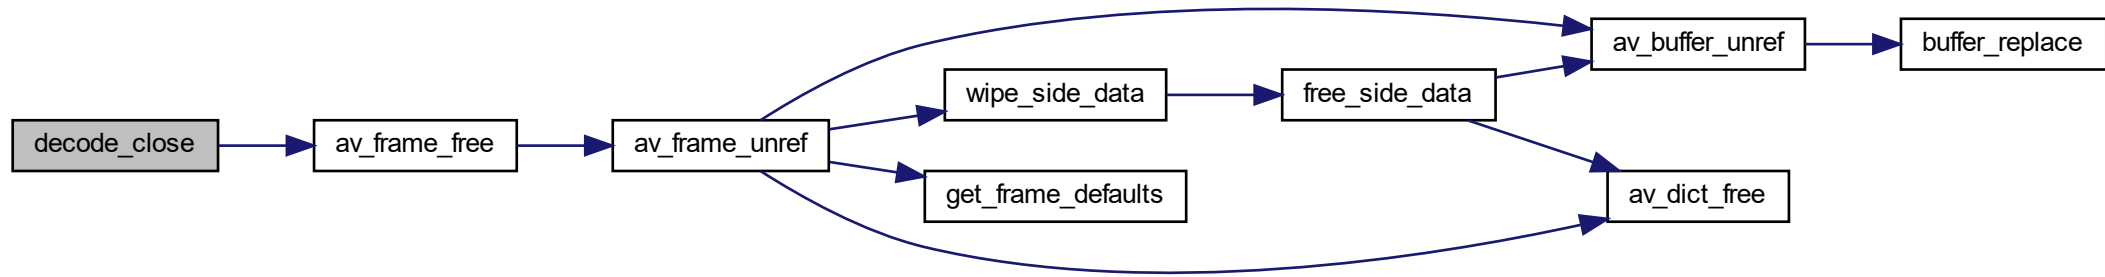 decode_close
av_frame_free
av_frame_unref
wipe_side_data
get_frame_defaults
free_side_data
av_buffer_unref
av_dict_free
buffer_replace